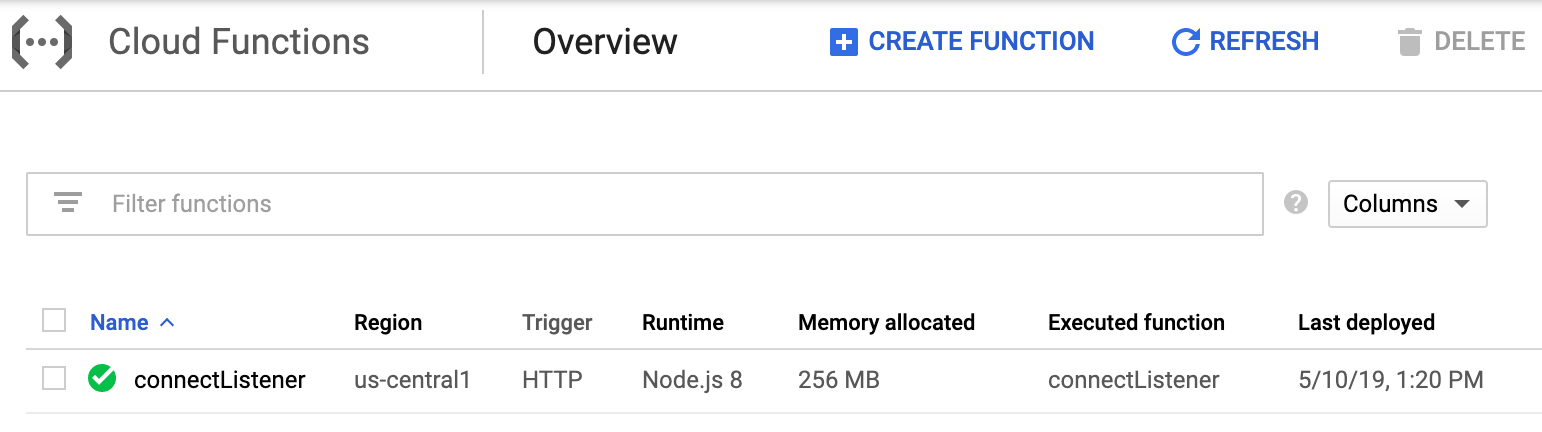 Cloud Functions Overview CREATE FUNCTION REFRESH DELETE
Filter functions ? Columns
Name Region Trigger Runtime Memory allocated Executed function Last deployed
connectListener us-central1 HTTP Node.js 8 256 MB connectListener 5/10/19, 1:20 PM